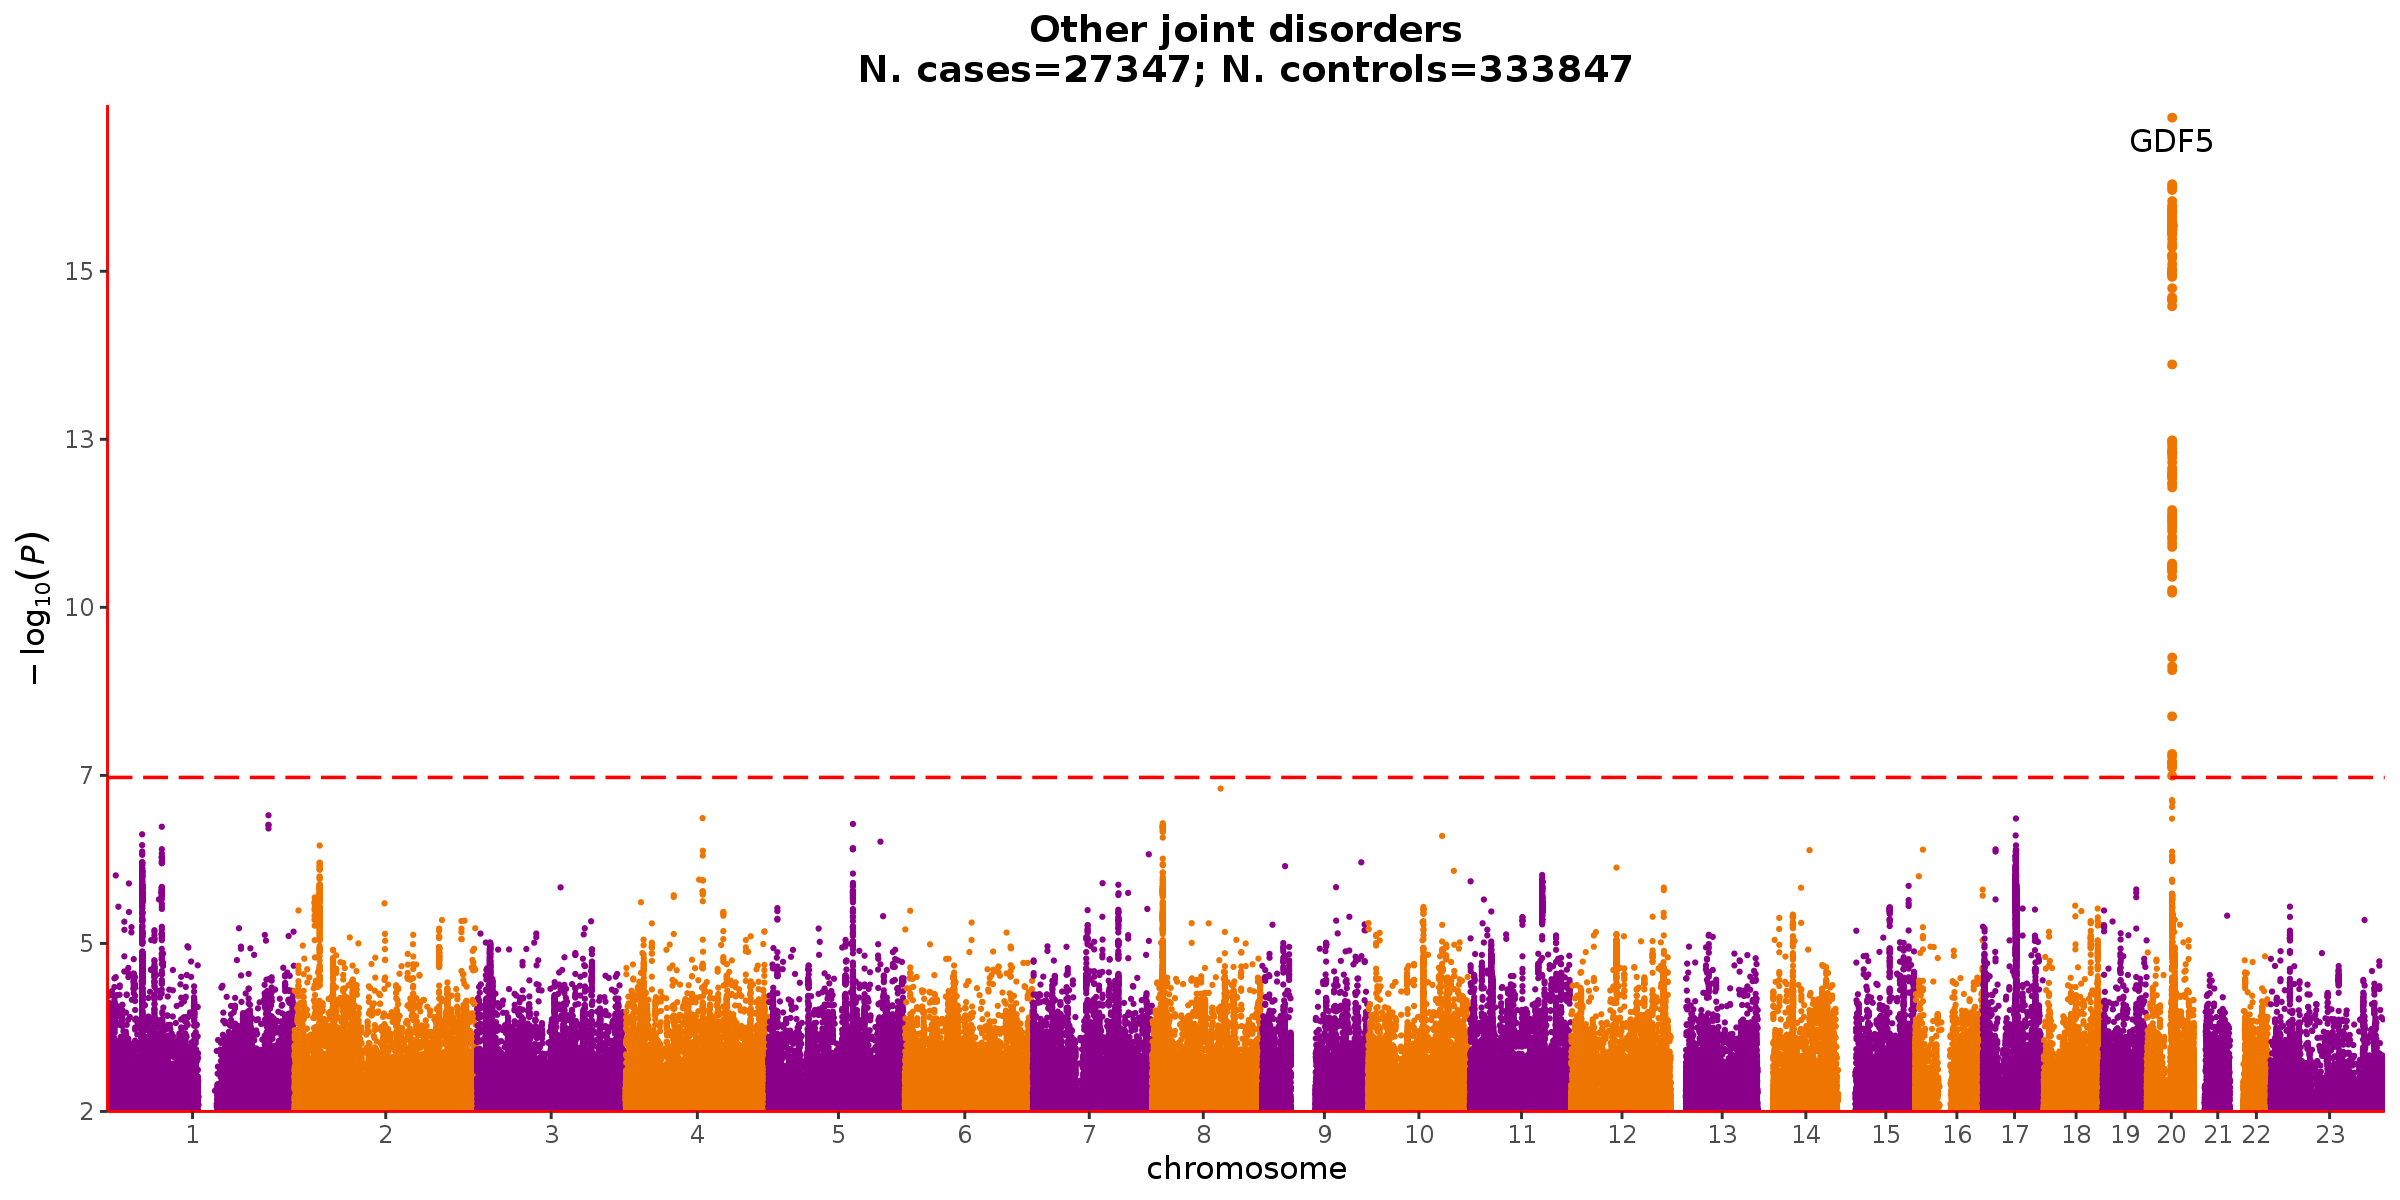 Other joint disorders
N. cases=27347; N. controls=333847
GDF5
15
13
10
7
5
2
−log10(P)
1 2 3 4 5 6 7 8 9 10 11 12 13 14 15 16 17 18 19 20 21 22 23
chromosome